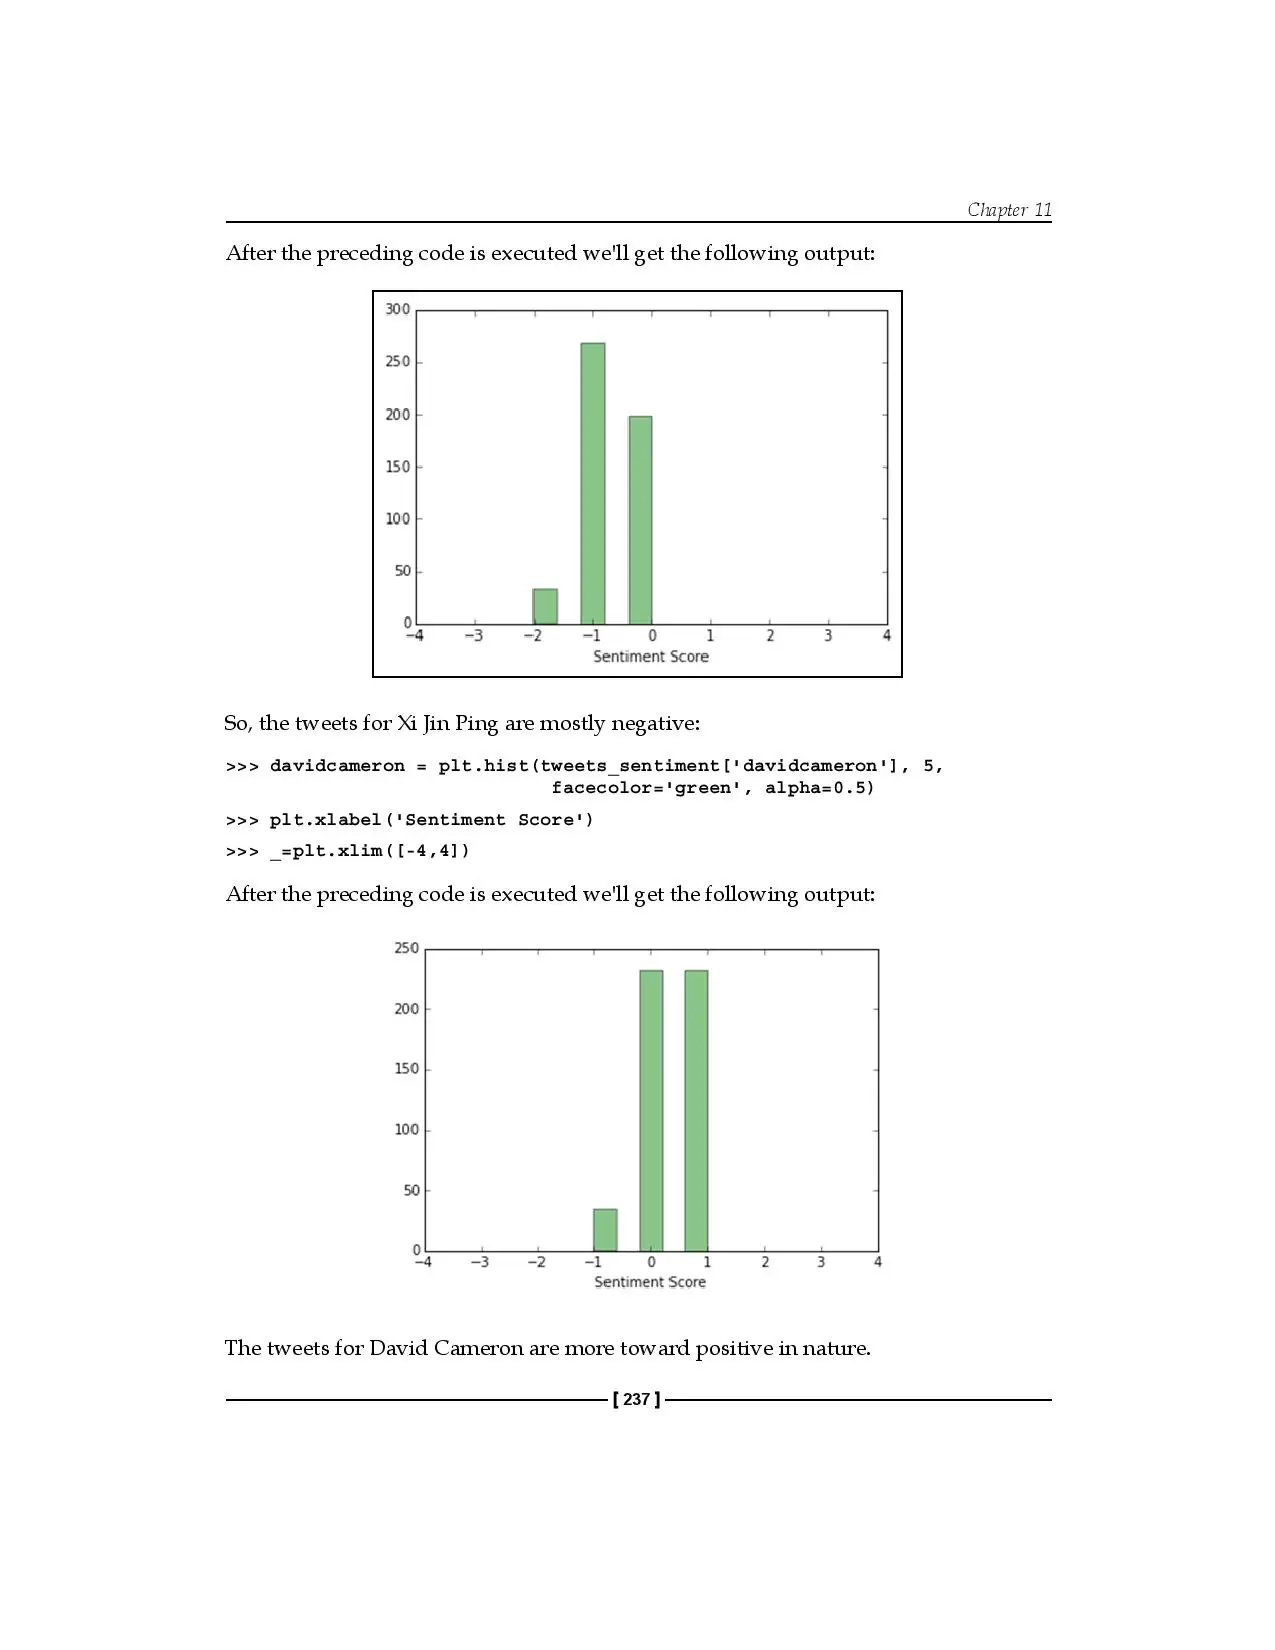 Chapter 11
After the preceding code is executed we'll get the following output:
300
250
200
150
100
50
0
−4 −3 −2 −1 0 1 2 3 4
Sentiment Score
So, the tweets for Xi Jin Ping are mostly negative:
>>> davidcameron = plt.hist(tweets_sentiment['davidcameron'], 5,
facecolor='green', alpha=0.5)
>>> plt.xlabel('Sentiment Score')
>>> _=plt.xlim([-4,4])
After the preceding code is executed we'll get the following output:
250
200
150
100
50
0
−4 −3 −2 −1 0 1 2 3 4
Sentiment Score
The tweets for David Cameron are more toward positive in nature.
[ 237 ]